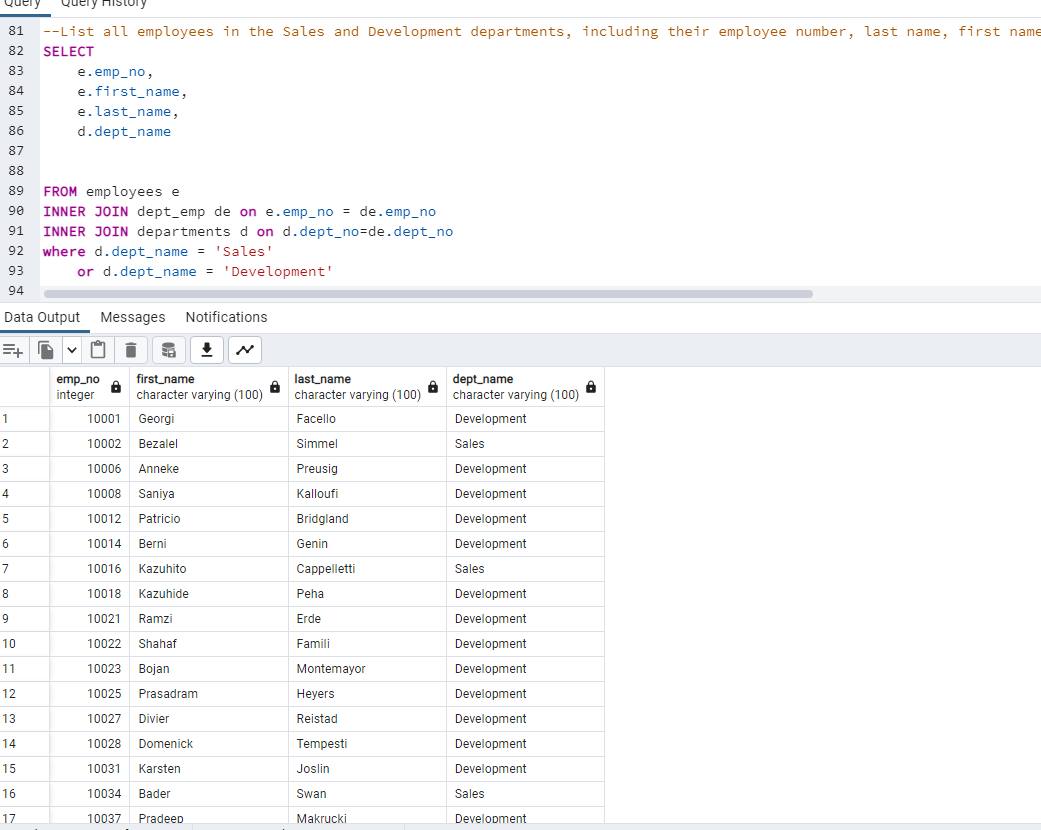 Query Query History
81 --List all employees in the Sales and Development departments, including their employee number, last name, first name
82 SELECT
83 e.emp_no,
84 e.first_name,
85 e.last_name,
86 d.dept_name
87
88
89 FROM employees e
90 INNER JOIN dept_emp de on e.emp_no = de.emp_no
91 INNER JOIN departments d on d.dept_no=de.dept_no
92 where d.dept_name = 'Sales'
93 or d.dept_name = 'Development'
94
Data Output Messages Notifications
emp_no first_name last_name dept_name
integer character varying (100) character varying (100) character varying (100)
1 10001 Georgi Facello Development
2 10002 Bezalel Simmel Sales
3 10006 Anneke Preusig Development
4 10008 Saniya Kalloufi Development
5 10012 Patricio Bridgland Development
6 10014 Berni Genin Development
7 10016 Kazuhito Cappelletti Sales
8 10018 Kazuhide Peha Development
9 10021 Ramzi Erde Development
10 10022 Shahaf Famili Development
11 10023 Bojan Montemayor Development
12 10025 Prasadram Heyers Development
13 10027 Divier Reistad Development
14 10028 Domenick Tempesti Development
15 10031 Karsten Joslin Development
16 10034 Bader Swan Sales
17 10037 Pradeep Makrucki Development